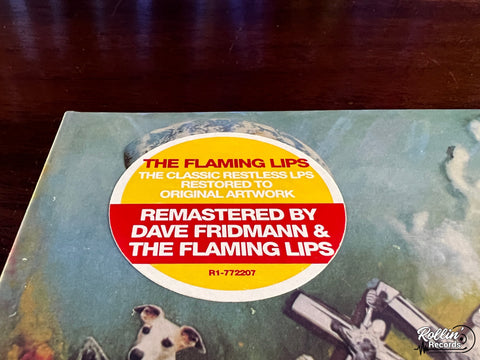 THE FLAMING LIPS
THE CLASSIC RESTLESS LPS
RESTORED TO
ORIGINAL ARTWORK
REMASTERED BY
DAVE FRIDMANN &
THE FLAMING LIPS
R1-772207
Rollin'
Records